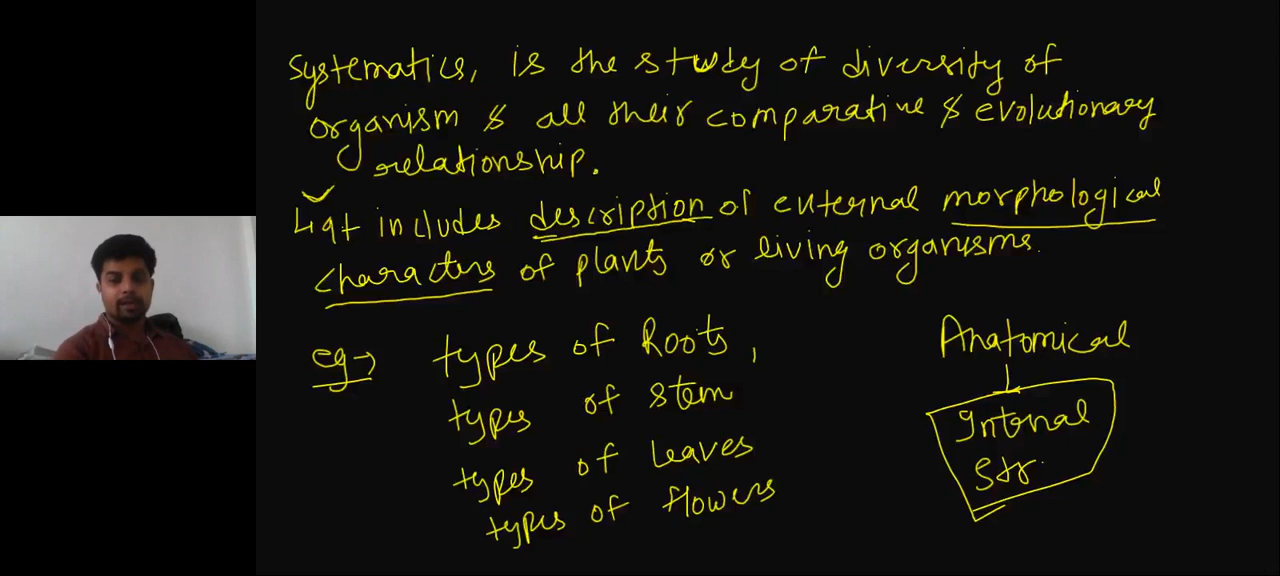 Systematics, is the study of diversity of
organism & all their comparative & evolutionary
relationship.
It includes description of external morphological
characters of plants or living organisms.
eg → types of Roots,
types of stem
types of leaves
types of flowers
Anatomical
Internal
Str.